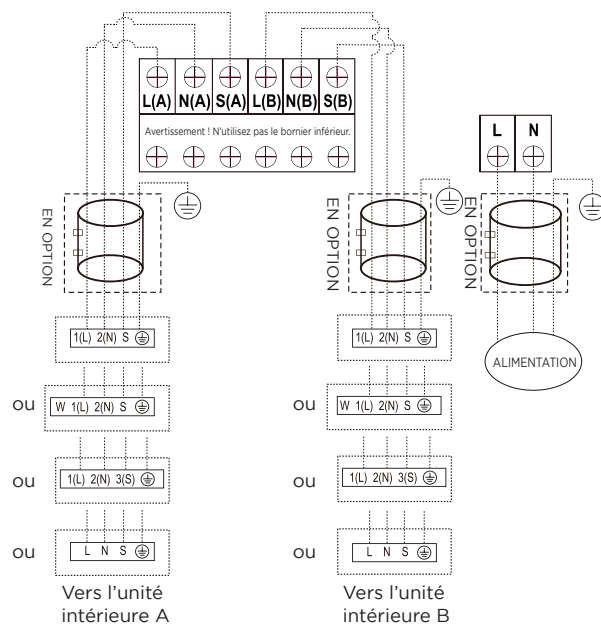 L(A) N(A) S(A) L(B) N(B) S(B)
Avertissement ! N'utilisez pas le bornier inférieur.
L N
EN OPTION
EN OPTION
EN OPTION
1(L) 2(N) S
1(L) 2(N) S
ALIMENTATION
ou W 1(L) 2(N) S
ou W 1(L) 2(N) S
ou 1(L) 2(N) 3(S)
ou 1(L) 2(N) 3(S)
ou L N S
ou L N S
Vers l'unité
intérieure A
Vers l'unité
intérieure B